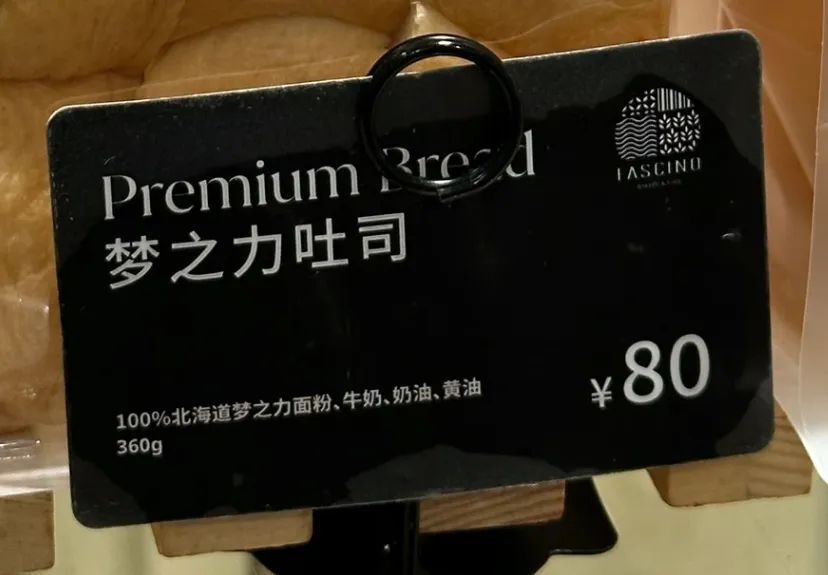 Premium Bread
梦之力吐司
FASCINO
100%北海道梦之力面粉、牛奶、奶油、黄油
360g
¥80